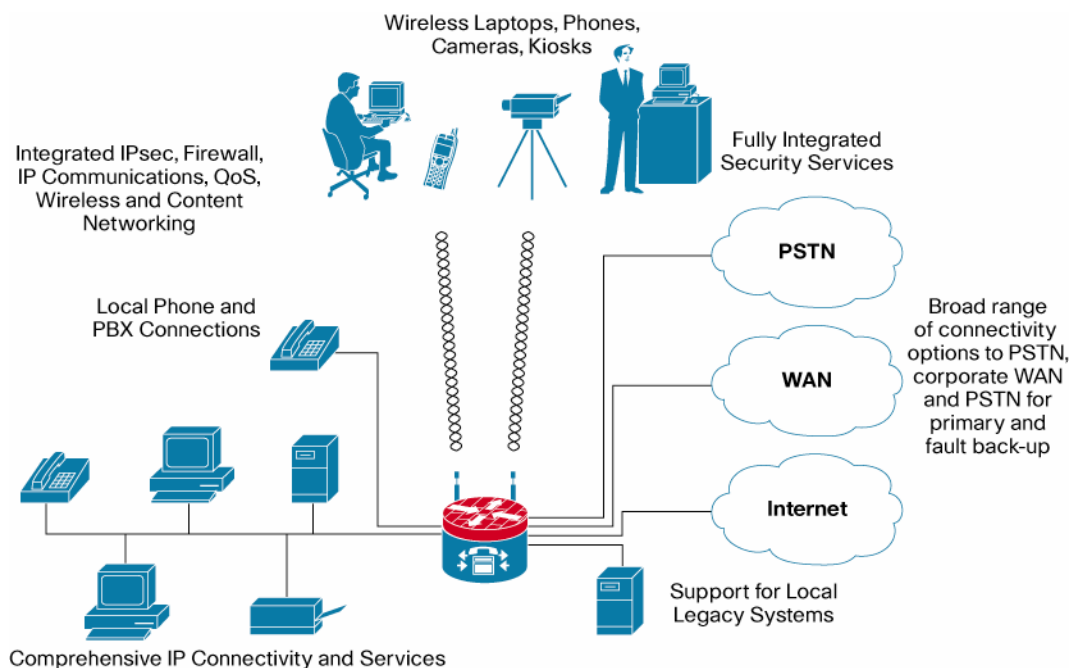 Wireless Laptops, Phones,
Cameras, Kiosks
Integrated IPsec, Firewall,
IP Communications, QoS,
Wireless and Content
Networking
Fully Integrated
Security Services
PSTN
Local Phone and
PBX Connections
Broad range
of connectivity
options to PSTN,
corporate WAN
and PSTN for
primary and
fault back-up
WAN
Internet
Support for Local
Legacy Systems
Comprehensive IP Connectivity and Services